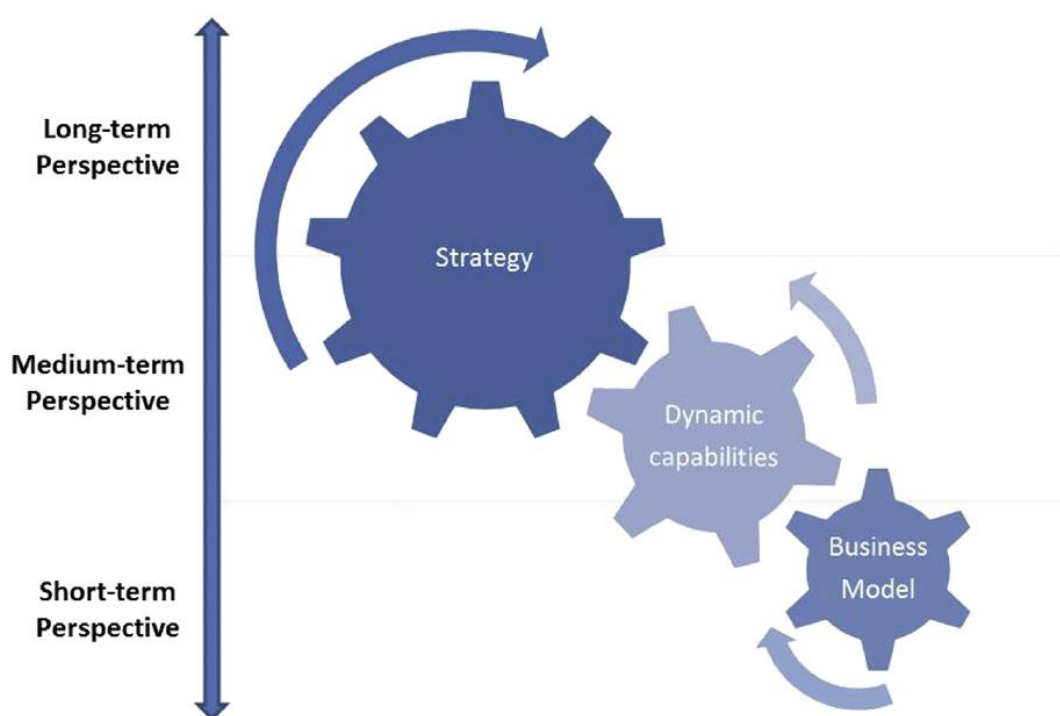 Long-term
Perspective
Strategy
Medium-term
Perspective
Dynamic
capabilities
Short-term
Perspective
Business
Model